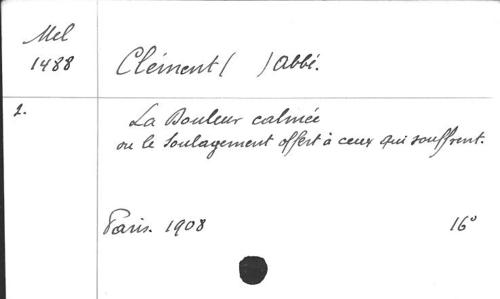 Mel
1488
Clément ( ) Abbé.
2.
La Douleur calmée
ou le Soulagement offert à ceux qui souffrent.
Paris. 1908
16°